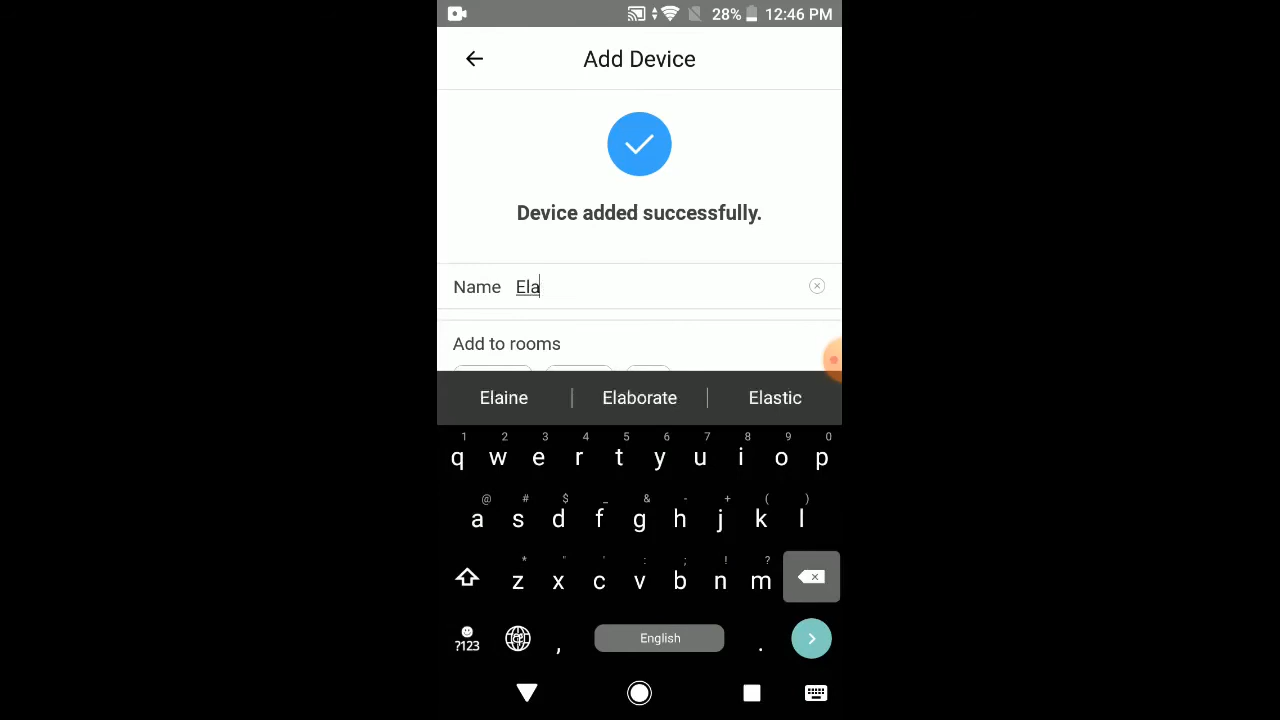 28% 12:46 PM
Add Device
Device added successfully.
Name Ela
Add to rooms
Elaine Elaborate Elastic
1 2 3 4 5 6 7 8 9 0
q w e r t y u i o p
@ # $ _ & - + ( )
a s d f g h j k l
* " ' : ; ! ?
z x c v b n m
?123 , English .